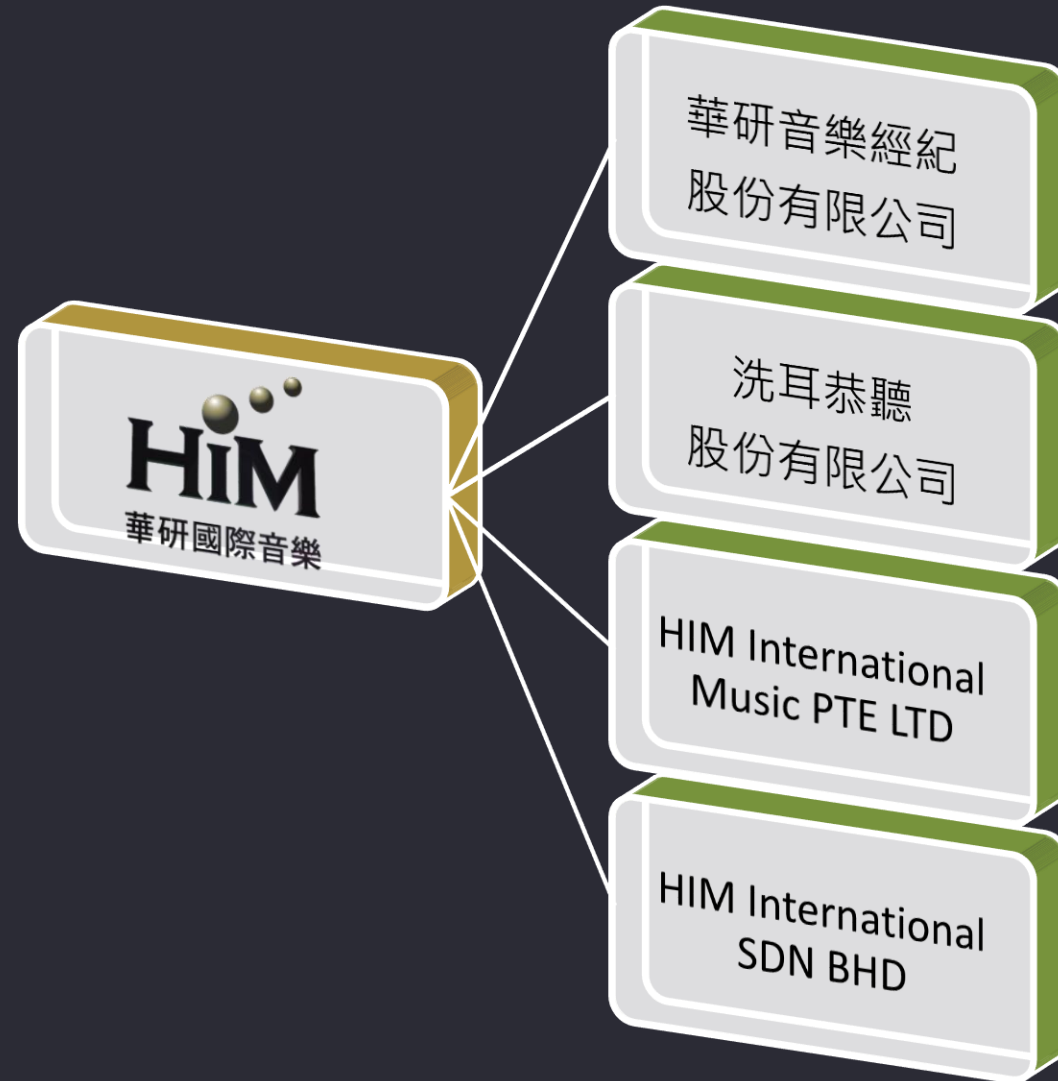 HiM
華研國際音樂
華研音樂經紀
股份有限公司
洗耳恭聽
股份有限公司
HIM International
Music PTE LTD
HIM International
SDN BHD